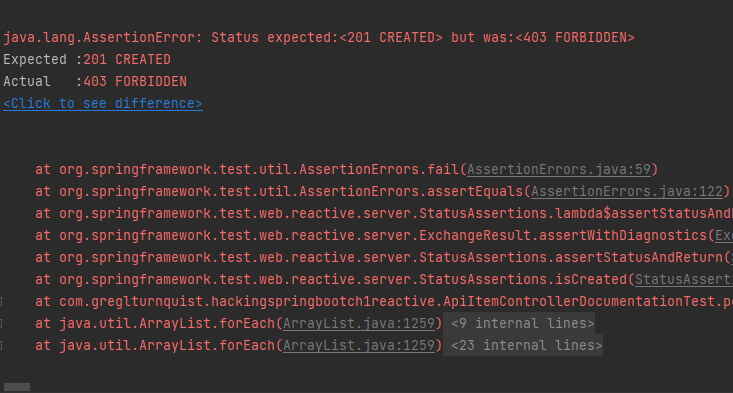 java.lang.AssertionError: Status expected:<201 CREATED> but was:<403 FORBIDDEN>
Expected :201 CREATED
Actual   :403 FORBIDDEN
<Click to see difference>
at org.springframework.test.util.AssertionErrors.fail(AssertionErrors.java:59)
at org.springframework.test.util.AssertionErrors.assertEquals(AssertionErrors.java:122)
at org.springframework.test.web.reactive.server.StatusAssertions.lambda$assertStatusAnd
at org.springframework.test.web.reactive.server.ExchangeResult.assertWithDiagnostics(Exc
at org.springframework.test.web.reactive.server.StatusAssertions.assertStatusAndReturn(
at org.springframework.test.web.reactive.server.StatusAssertions.isCreated(StatusAsserti
at com.greglturnquist.hackingspringbootch1reactive.ApiItemControllerDocumentationTest.po
at java.util.ArrayList.forEach(ArrayList.java:1259) <9 internal lines>
at java.util.ArrayList.forEach(ArrayList.java:1259) <23 internal lines>